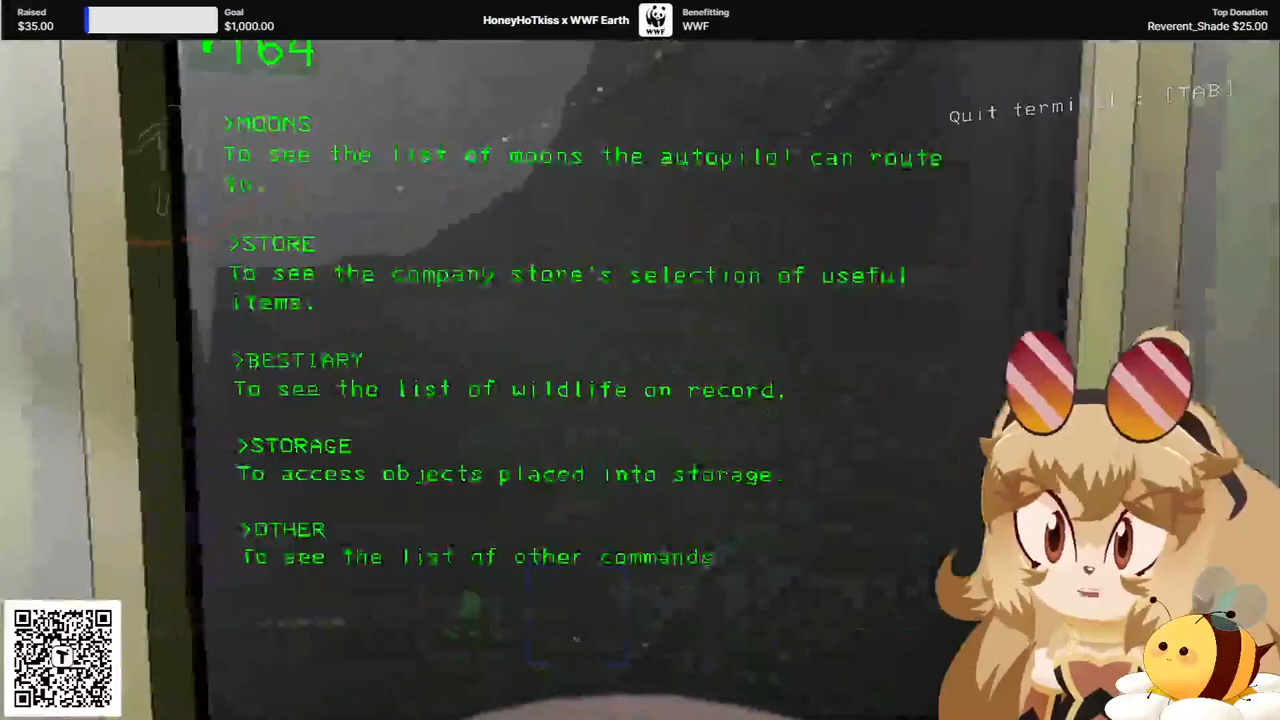 Raised
$35.00
Goal
$1,000.00
HoneyHoTkiss x WWF Earth
WWF
Benefitting
WWF
Top Donation
Reverent_Shade $25.00
164
Quit terminal : [TAB]
>MOONS
To see the list of moons the autopilot can route
to.
>STORE
To see the company store's selection of useful
items.
>BESTIARY
To see the list of wildlife on record.
>STORAGE
To access objects placed into storage.
>OTHER
To see the list of other commands